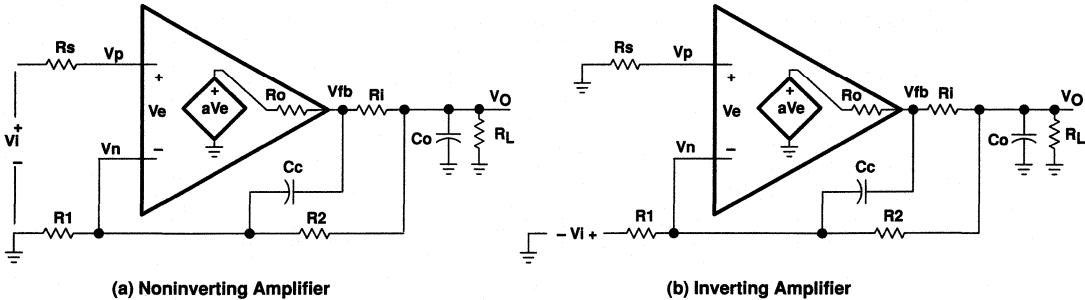 Rs
Vp
+
Ve
+
aVe
Ro
Vfb
Ri
VO
Vi
+
–
Vn
–
Co
RL
Cc
R1
R2
(a) Noninverting Amplifier
Rs
Vp
+
Ve
+
aVe
Ro
Vfb
Ri
VO
Vn
–
Co
RL
Cc
– Vi +
R1
R2
(b) Inverting Amplifier